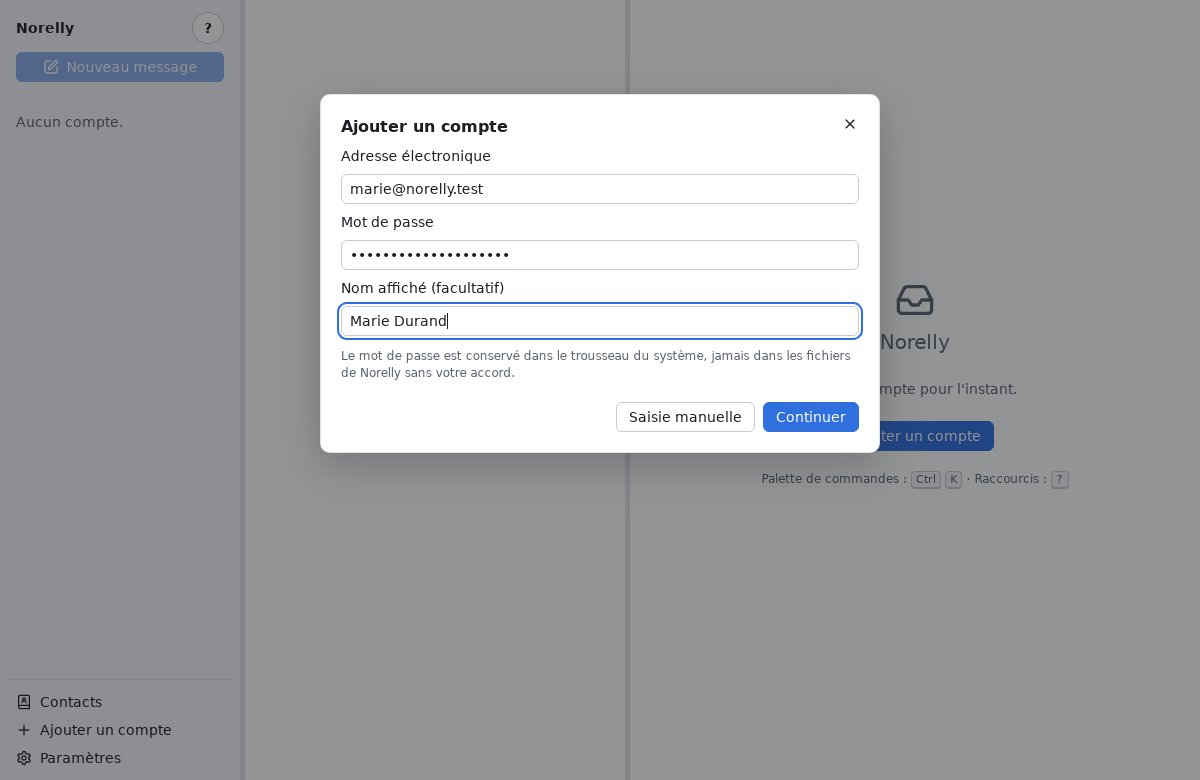 Norelly
?
Nouveau message
Aucun compte.
Contacts
Ajouter un compte
Paramètres
Ajouter un compte
Adresse électronique
marie@norelly.test
Mot de passe
••••••••••••••••••••
Nom affiché (facultatif)
Marie Durand
Le mot de passe est conservé dans le trousseau du système, jamais dans les fichiers
de Norelly sans votre accord.
Saisie manuelle
Continuer
Norelly
pour l'instant.
un compte
Palette de commandes : Ctrl K · Raccourcis : ?